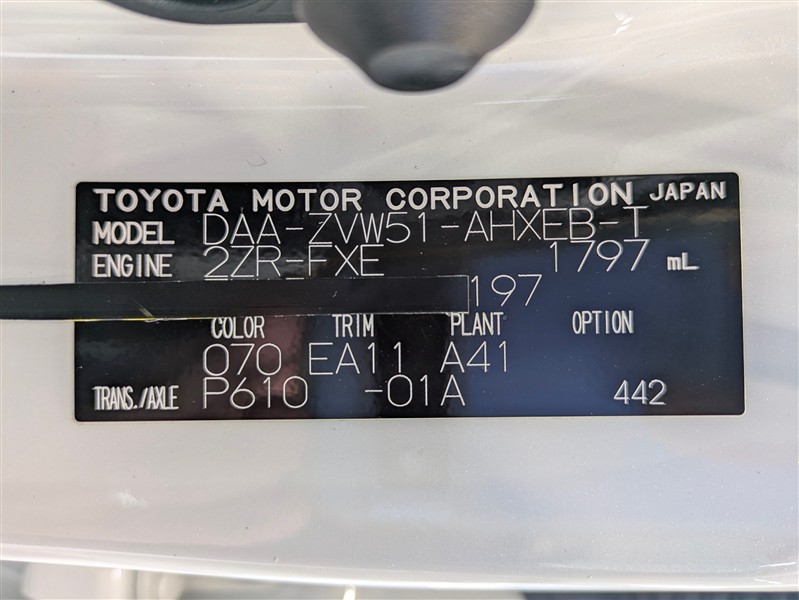 TOYOTA MOTOR CORPORATION JAPAN
MODEL DAA-ZVW51-AHXEB-T
ENGINE 2ZR-FXE 1797 mL
197
COLOR TRIM PLANT OPTION
070 EA11 A41
TRANS./AXLE P610 -01A 442